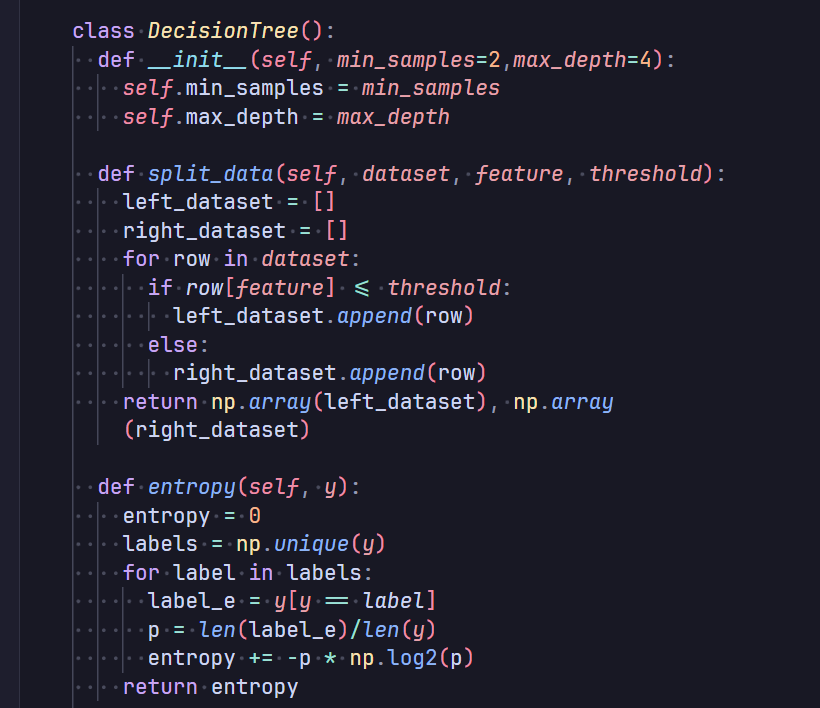 class DecisionTree():
  def __init__(self, min_samples=2,max_depth=4):
    self.min_samples = min_samples
    self.max_depth = max_depth

  def split_data(self, dataset, feature, threshold):
    left_dataset = []
    right_dataset = []
    for row in dataset:
      if row[feature] <= threshold:
        left_dataset.append(row)
      else:
        right_dataset.append(row)
    return np.array(left_dataset), np.array
    (right_dataset)

  def entropy(self, y):
    entropy = 0
    labels = np.unique(y)
    for label in labels:
      label_e = y[y == label]
      p = len(label_e)/len(y)
      entropy += -p * np.log2(p)
    return entropy